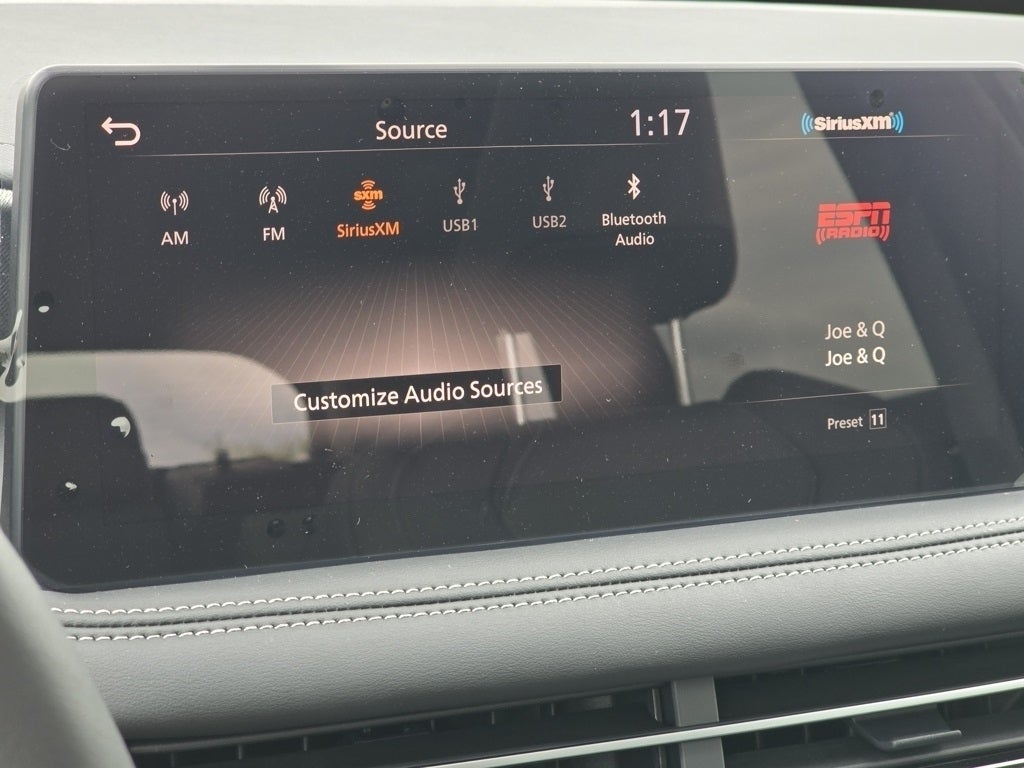 Source
1:17
SiriusXM
AM
FM
sxm
SiriusXM
USB1
USB2
Bluetooth
Audio
ESPN
RADIO
Joe & Q
Joe & Q
Customize Audio Sources
Preset 11